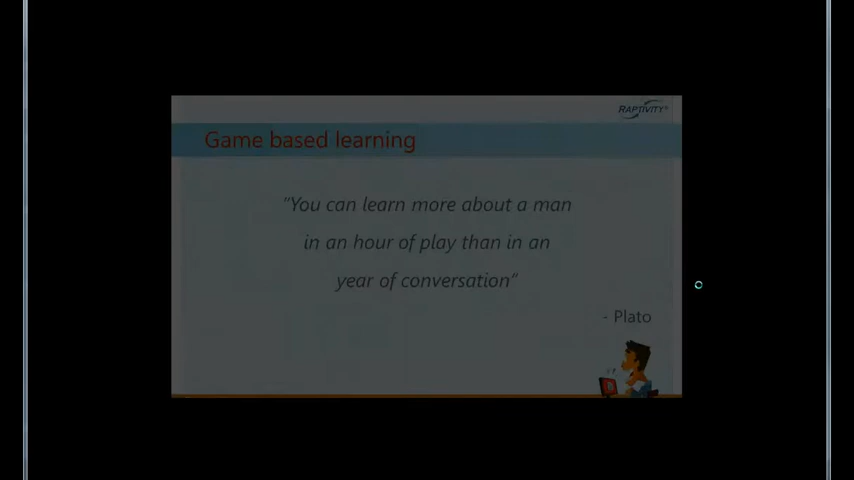 RAPTIVITY
Game based learning
"You can learn more about a man
in an hour of play than in an
year of conversation"
- Plato